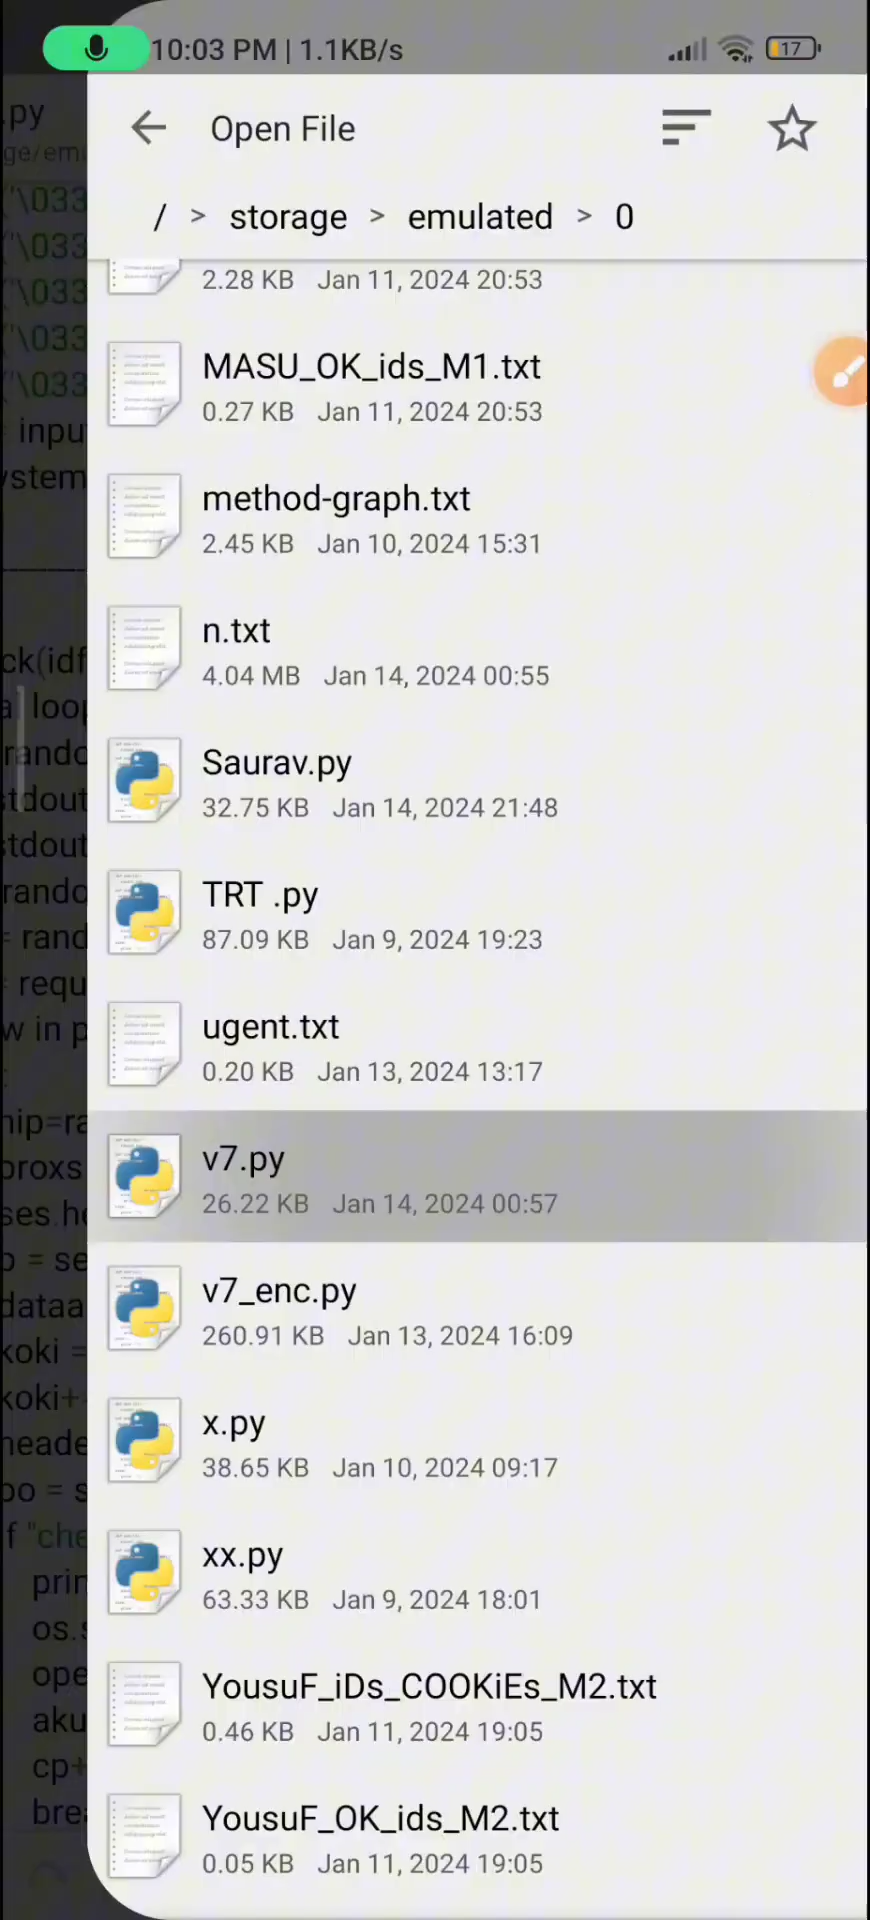 10:03 PM | 1.1KB/s
17
.py
Open File
/ > storage > emulated > 0
2.28 KB Jan 11, 2024 20:53
MASU_OK_ids_M1.txt
0.27 KB Jan 11, 2024 20:53
method-graph.txt
2.45 KB Jan 10, 2024 15:31
n.txt
4.04 MB Jan 14, 2024 00:55
Saurav.py
32.75 KB Jan 14, 2024 21:48
TRT .py
87.09 KB Jan 9, 2024 19:23
ugent.txt
0.20 KB Jan 13, 2024 13:17
v7.py
26.22 KB Jan 14, 2024 00:57
v7_enc.py
260.91 KB Jan 13, 2024 16:09
x.py
38.65 KB Jan 10, 2024 09:17
xx.py
63.33 KB Jan 9, 2024 18:01
YousuF_iDs_COOKiEs_M2.txt
0.46 KB Jan 11, 2024 19:05
YousuF_OK_ids_M2.txt
0.05 KB Jan 11, 2024 19:05